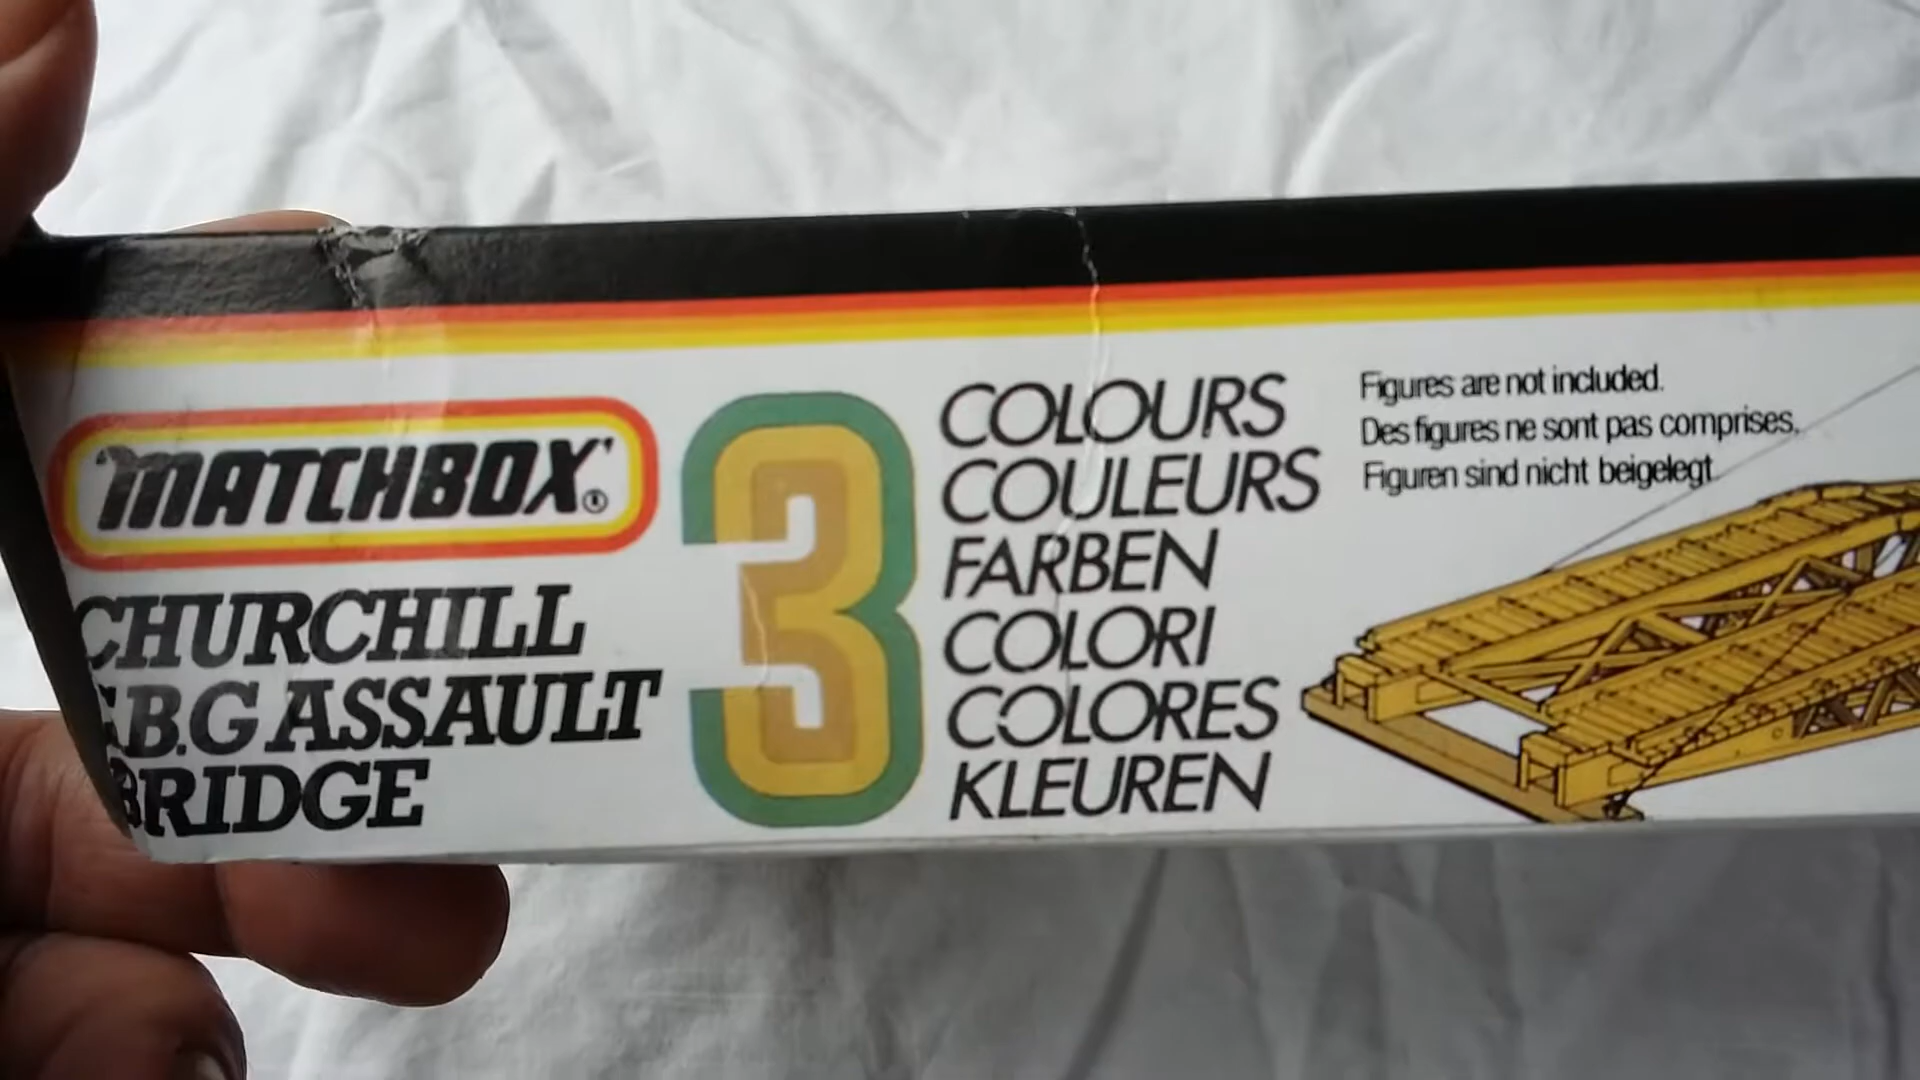 MATCHBOX®
CHURCHILL
.B.G ASSAULT
BRIDGE
3
COLOURS
COULEURS
FARBEN
COLORI
COLORES
KLEUREN
Figures are not included.
Des figures ne sont pas comprises.
Figuren sind nicht beigelegt.